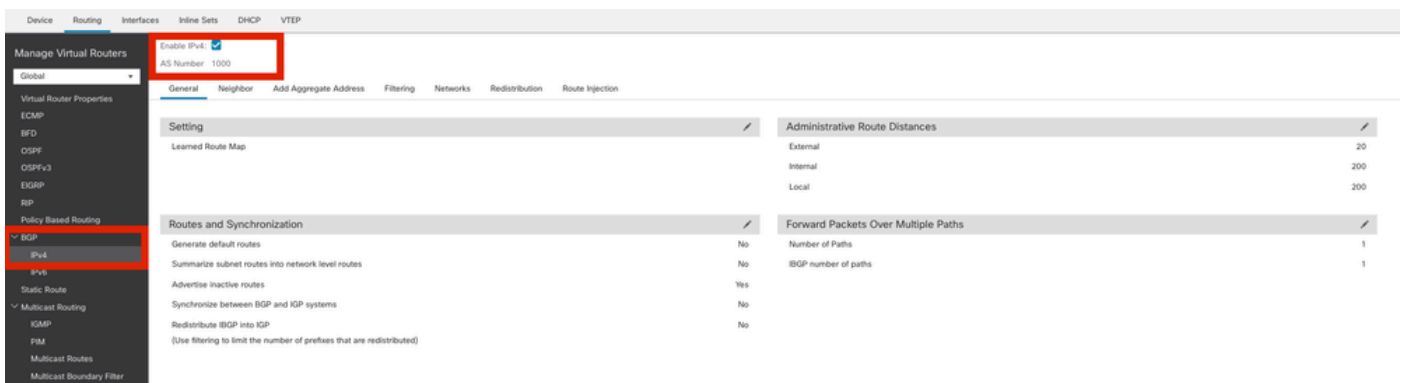 Device Routing Interfaces Inline Sets DHCP VTEP
Manage Virtual Routers
Global
Virtual Router Properties
ECMP
BFD
OSPF
OSPFv3
EIGRP
RIP
Policy Based Routing
BGP
IPv4
IPv6
Static Route
Multicast Routing
IGMP
PIM
Multicast Routes
Multicast Boundary Filter
Enable IPv4:
AS Number 1000
General Neighbor Add Aggregate Address Filtering Networks Redistribution Route Injection
Setting
Learned Route Map
Administrative Route Distances
External 20
Internal 200
Local 200
Routes and Synchronization
Generate default routes No
Summarize subnet routes into network level routes No
Advertise inactive routes Yes
Synchronize between BGP and IGP systems No
Redistribute IBGP into IGP No
(Use filtering to limit the number of prefixes that are redistributed)
Forward Packets Over Multiple Paths
Number of Paths 1
IBGP number of paths 1